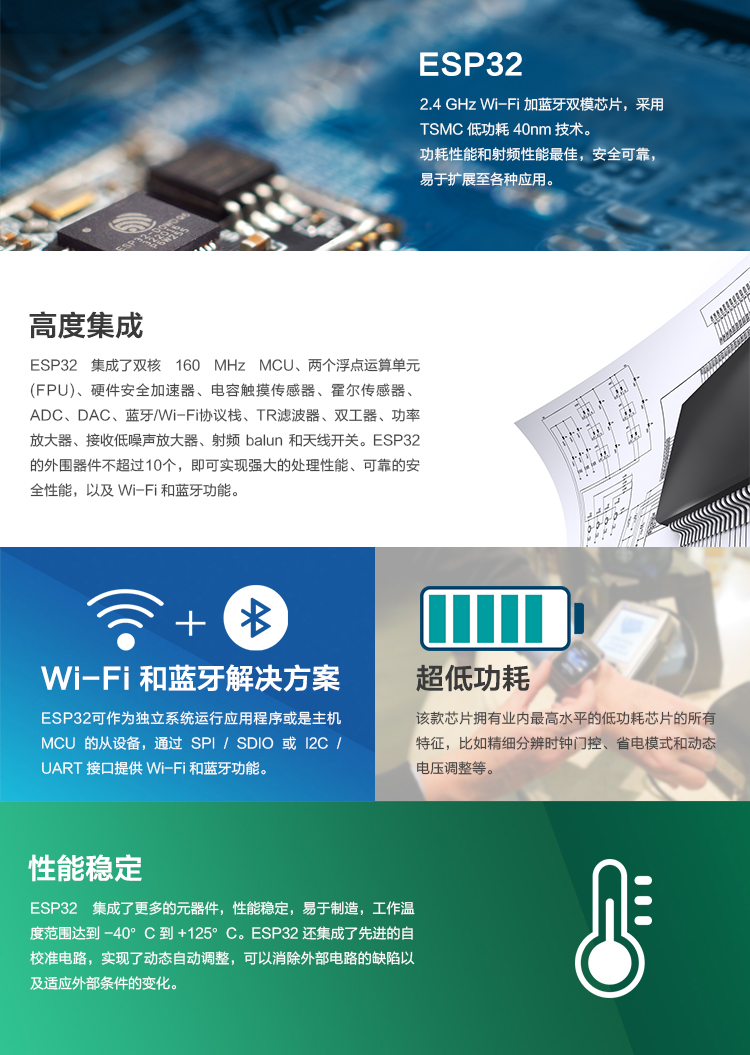 ESP32
2.4 GHz Wi-Fi 加蓝牙双模芯片，采用
TSMC 低功耗 40nm 技术。
功耗性能和射频性能最佳，安全可靠，
易于扩展至各种应用。
高度集成
ESP32 集成了双核 160 MHz MCU、两个浮点运算单元
(FPU)、硬件安全加速器、电容触摸传感器、霍尔传感器、
ADC、DAC、蓝牙/Wi-Fi协议栈、TR滤波器、双工器、功率
放大器、接收低噪声放大器、射频 balun 和天线开关。ESP32
的外围器件不超过10个，即可实现强大的处理性能、可靠的安
全性能，以及 Wi-Fi 和蓝牙功能。
Wi-Fi 和蓝牙解决方案
ESP32可作为独立系统运行应用程序或是主机
MCU 的从设备，通过 SPI / SDIO 或 I2C /
UART 接口提供 Wi-Fi 和蓝牙功能。
超低功耗
该款芯片拥有业内最高水平的低功耗芯片的所有
特征，比如精细分辨时钟门控、省电模式和动态
电压调整等。
性能稳定
ESP32 集成了更多的元器件，性能稳定，易于制造，工作温
度范围达到 -40° C 到 +125° C。ESP32 还集成了先进的自
校准电路，实现了动态自动调整，可以消除外部电路的缺陷以
及适应外部条件的变化。